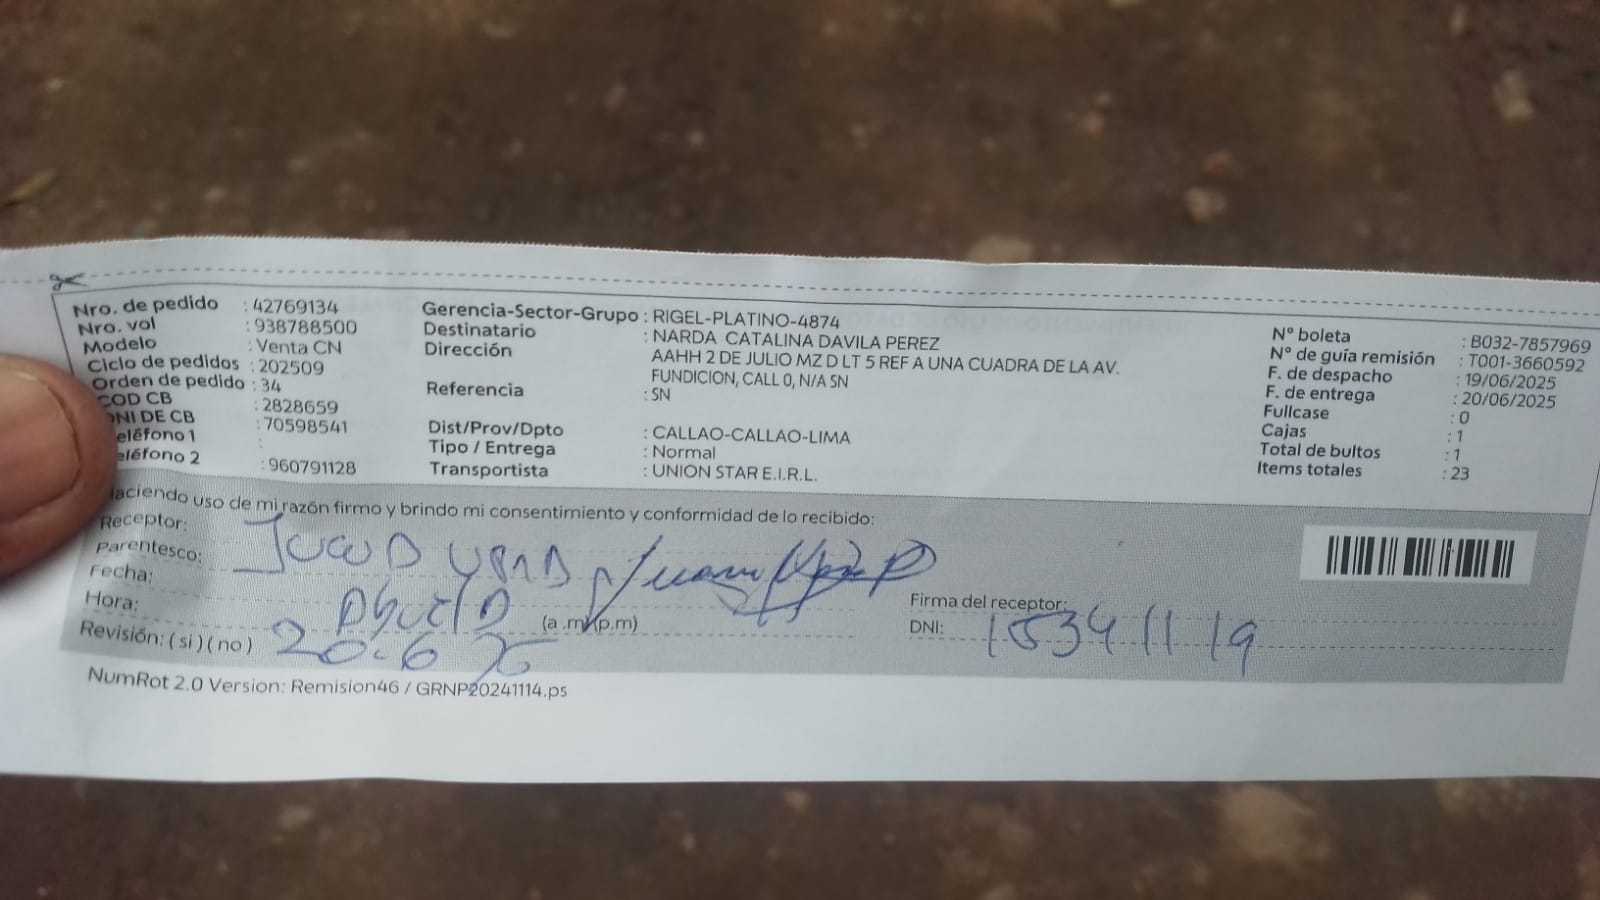 Nro. de pedido : 42769134
Nro. vol : 938788500
Modelo : Venta CN
Ciclo de pedidos : 202509
Orden de pedido : 34
COD CB : 2828659
DNI DE CB : 70598541
Teléfono 1 :
Teléfono 2 : 960791128
Gerencia-Sector-Grupo : RIGEL-PLATINO-4874
Destinatario : NARDA CATALINA DAVILA PEREZ
Dirección : AAHH 2 DE JULIO MZ D LT 5 REF A UNA CUADRA DE LA AV.
FUNDICION, CALL 0, N/A SN
Referencia : SN
Dist/Prov/Dpto : CALLAO-CALLAO-LIMA
Tipo / Entrega : Normal
Transportista : UNION STAR E.I.R.L.
N° boleta : B032-7857969
N° de guía remisión : T001-3660592
F. de despacho : 19/06/2025
F. de entrega : 20/06/2025
Fullcase : 0
Cajas : 1
Total de bultos : 1
Items totales : 23
Haciendo uso de mi razón firmo y brindo mi consentimiento y conformidad de lo recibido:
Receptor:
Parentesco:
Fecha:
Hora: (a .m) (p.m)
Revisión: ( si ) ( no ) 20.6
Firma del receptor:
DNI: 15341119
NumRot 2.0 Version: Remision46 / GRNP20241114.ps